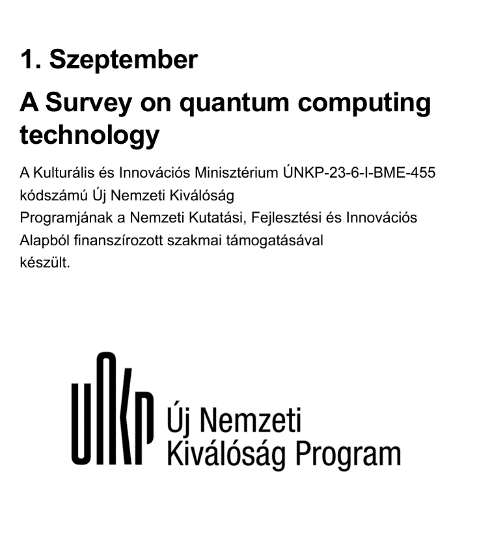 1. Szeptember
A Survey on quantum computing
technology
A Kulturális és Innovációs Minisztérium ÚNKP-23-6-I-BME-455
kódszámú Új Nemzeti Kiválóság
Programjának a Nemzeti Kutatási, Fejlesztési és Innovációs
Alapból finanszírozott szakmai támogatásával
készült.
ÚNKP
Új Nemzeti
Kiválóság Program